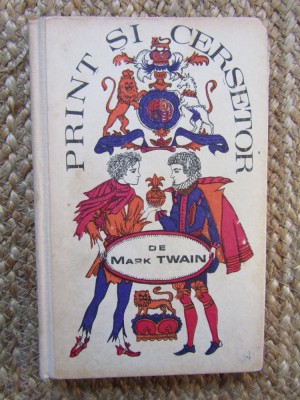 PRINT SI CERSETOR
DE
MARK TWAIN